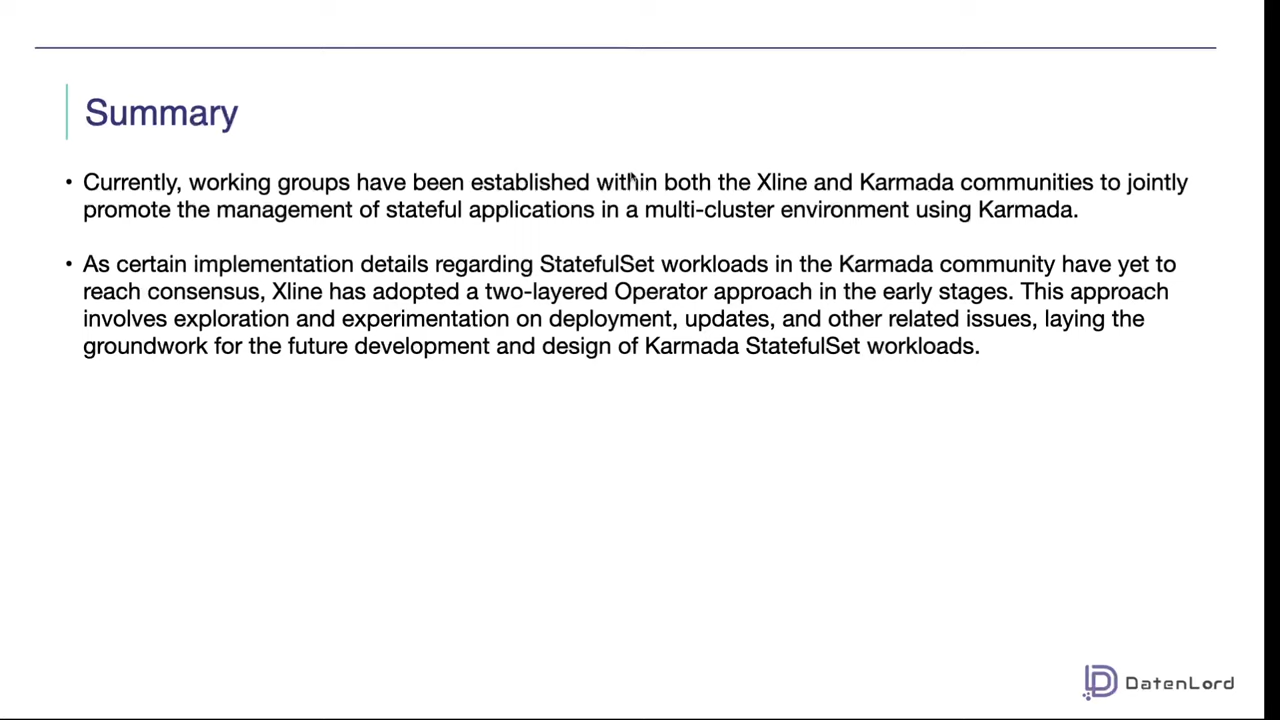 Summary
• Currently, working groups have been established within both the Xline and Karmada communities to jointly
promote the management of stateful applications in a multi-cluster environment using Karmada.
• As certain implementation details regarding StatefulSet workloads in the Karmada community have yet to
reach consensus, Xline has adopted a two-layered Operator approach in the early stages. This approach
involves exploration and experimentation on deployment, updates, and other related issues, laying the
groundwork for the future development and design of Karmada StatefulSet workloads.
DatenLord